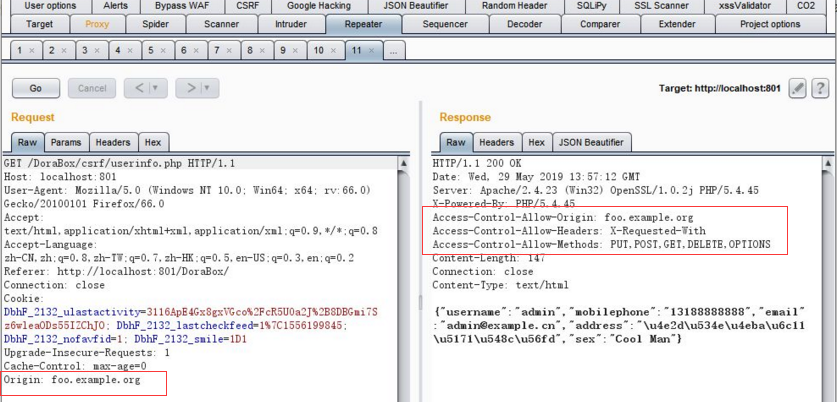 User options Alerts Bypass WAF CSRF Google Hacking JSON Beautifier Random Header SQLiPy SSL Scanner xssValidator CO2
Target Proxy Spider Scanner Intruder Repeater Sequencer Decoder Comparer Extender Project options
1 × 2 × 3 × 4 × 5 × 6 × 7 × 8 × 9 × 10 × 11 × ...
Go Cancel < > Target: http://localhost:801 ?
Request
Raw Params Headers Hex
GET /DoraBox/csrf/userinfo.php HTTP/1.1
Host: localhost:801
User-Agent: Mozilla/5.0 (Windows NT 10.0; Win64; x64; rv:66.0)
Gecko/20100101 Firefox/66.0
Accept:
text/html,application/xhtml+xml,application/xml;q=0.9,*/*;q=0.8
Accept-Language:
zh-CN,zh;q=0.8,zh-TW;q=0.7,zh-HK;q=0.5,en-US;q=0.3,en;q=0.2
Referer: http://localhost:801/DoraBox/
Connection: close
Cookie:
DbhF_2132_ulastactivity=3116ApE4Gx8gxVGco%2FcR5U0a2J%2B8DBGmi7S
z6wleaODs55IZChJO; DbhF_2132_lastcheckfeed=1%7C1556199845;
DbhF_2132_nofavfid=1; DbhF_2132_smile=1D1
Upgrade-Insecure-Requests: 1
Cache-Control: max-age=0
Origin: foo.example.org
Response
Raw Headers Hex JSON Beautifier
HTTP/1.1 200 OK
Date: Wed, 29 May 2019 13:57:12 GMT
Server: Apache/2.4.23 (Win32) OpenSSL/1.0.2j PHP/5.4.45
X-Powered-By: PHP/5.4.45
Access-Control-Allow-Origin: foo.example.org
Access-Control-Allow-Headers: X-Requested-With
Access-Control-Allow-Methods: PUT,POST,GET,DELETE,OPTIONS
Content-Length: 147
Connection: close
Content-Type: text/html
{"username":"admin","mobilephone":"13188888888","email"
:"admin@example.cn","address":"\u4e2d\u534e\u4eba\u6c11
\u5171\u548c\u56fd","sex":"Cool Man"}